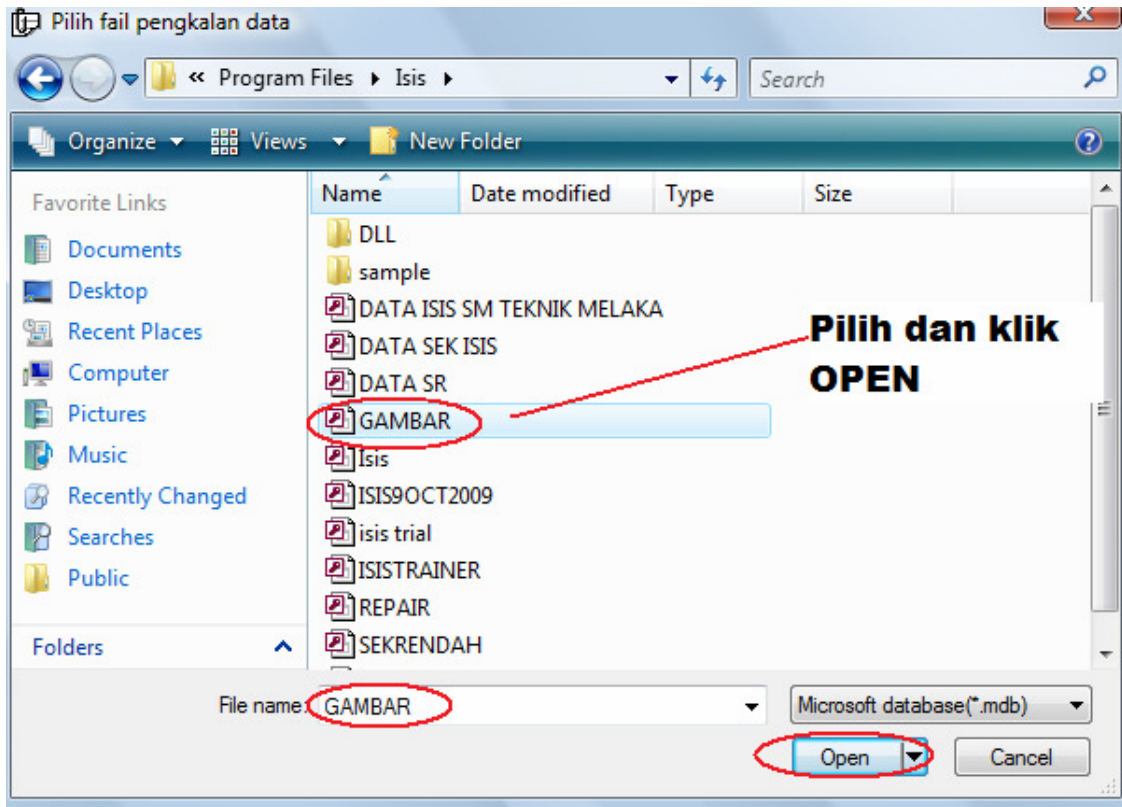 Pilih fail pengkalan data
« Program Files ▸ Isis ▸
Search
Organize
Views
New Folder
Favorite Links
Documents
Desktop
Recent Places
Computer
Pictures
Music
Recently Changed
Searches
Public
Folders
Name Date modified Type Size
DLL
sample
DATA ISIS SM TEKNIK MELAKA
DATA SEK ISIS
DATA SR
GAMBAR
Isis
ISIS9OCT2009
isis trial
ISISTRAINER
REPAIR
SEKRENDAH
Pilih dan klik
OPEN
File name: GAMBAR
Microsoft database(*.mdb)
Open Cancel